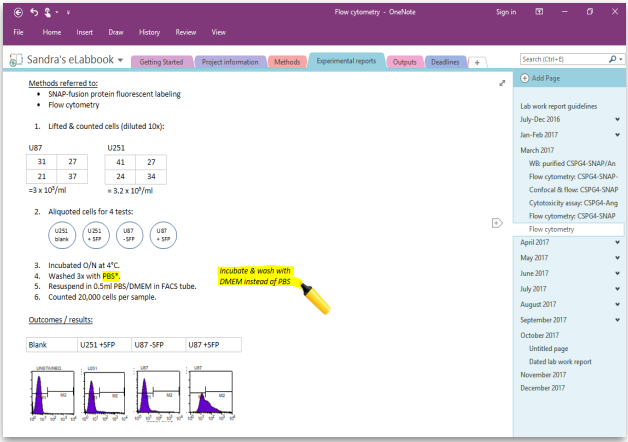 Flow cytometry - OneNote
Sign in
File Home Insert Draw History Review View
Sandra's eLabbook
Getting Started
Project information
Methods
Experimental reports
Outputs
Deadlines
+
Search (Ctrl+E)
Methods referred to:
• SNAP-fusion protein fluorescent labeling
• Flow cytometry
1. Lifted & counted cells (diluted 10x):
U87 U251
31 27 41 27
21 37 24 34
=3 x 10⁵/ml = 3.2 x 10⁵/ml
2. Aliquoted cells for 4 tests:
U251 blank
U251 + SFP
U87 -SFP
U87 + SFP
3. Incubated O/N at 4°C.
4. Washed 3x with PBS*.
5. Resuspend in 0.5ml PBS/DMEM in FACS tube.
6. Counted 20,000 cells per sample.
Incubate & wash with
DMEM instead of PBS
Outcomes / results:
Blank U251 +SFP U87 -SFP U87 +SFP
UNSTAINED U251 U87 U87
M2 M2 M2 M2
Add Page
Lab work report guidelines
July-Dec 2016
Jan-Feb 2017
March 2017
WB: purified CSPG4-SNAP/An
Flow cytometry: CSPG4-SNAP-
Confocal & flow: CSPG4-SNAP
Cytotoxicity assay: CSPG4-Ang
Flow cytometry: CSPG4-SNAP
Flow cytometry
April 2017
May 2017
June 2017
July 2017
August 2017
September 2017
October 2017
Untitled page
Dated lab work report
November 2017
December 2017